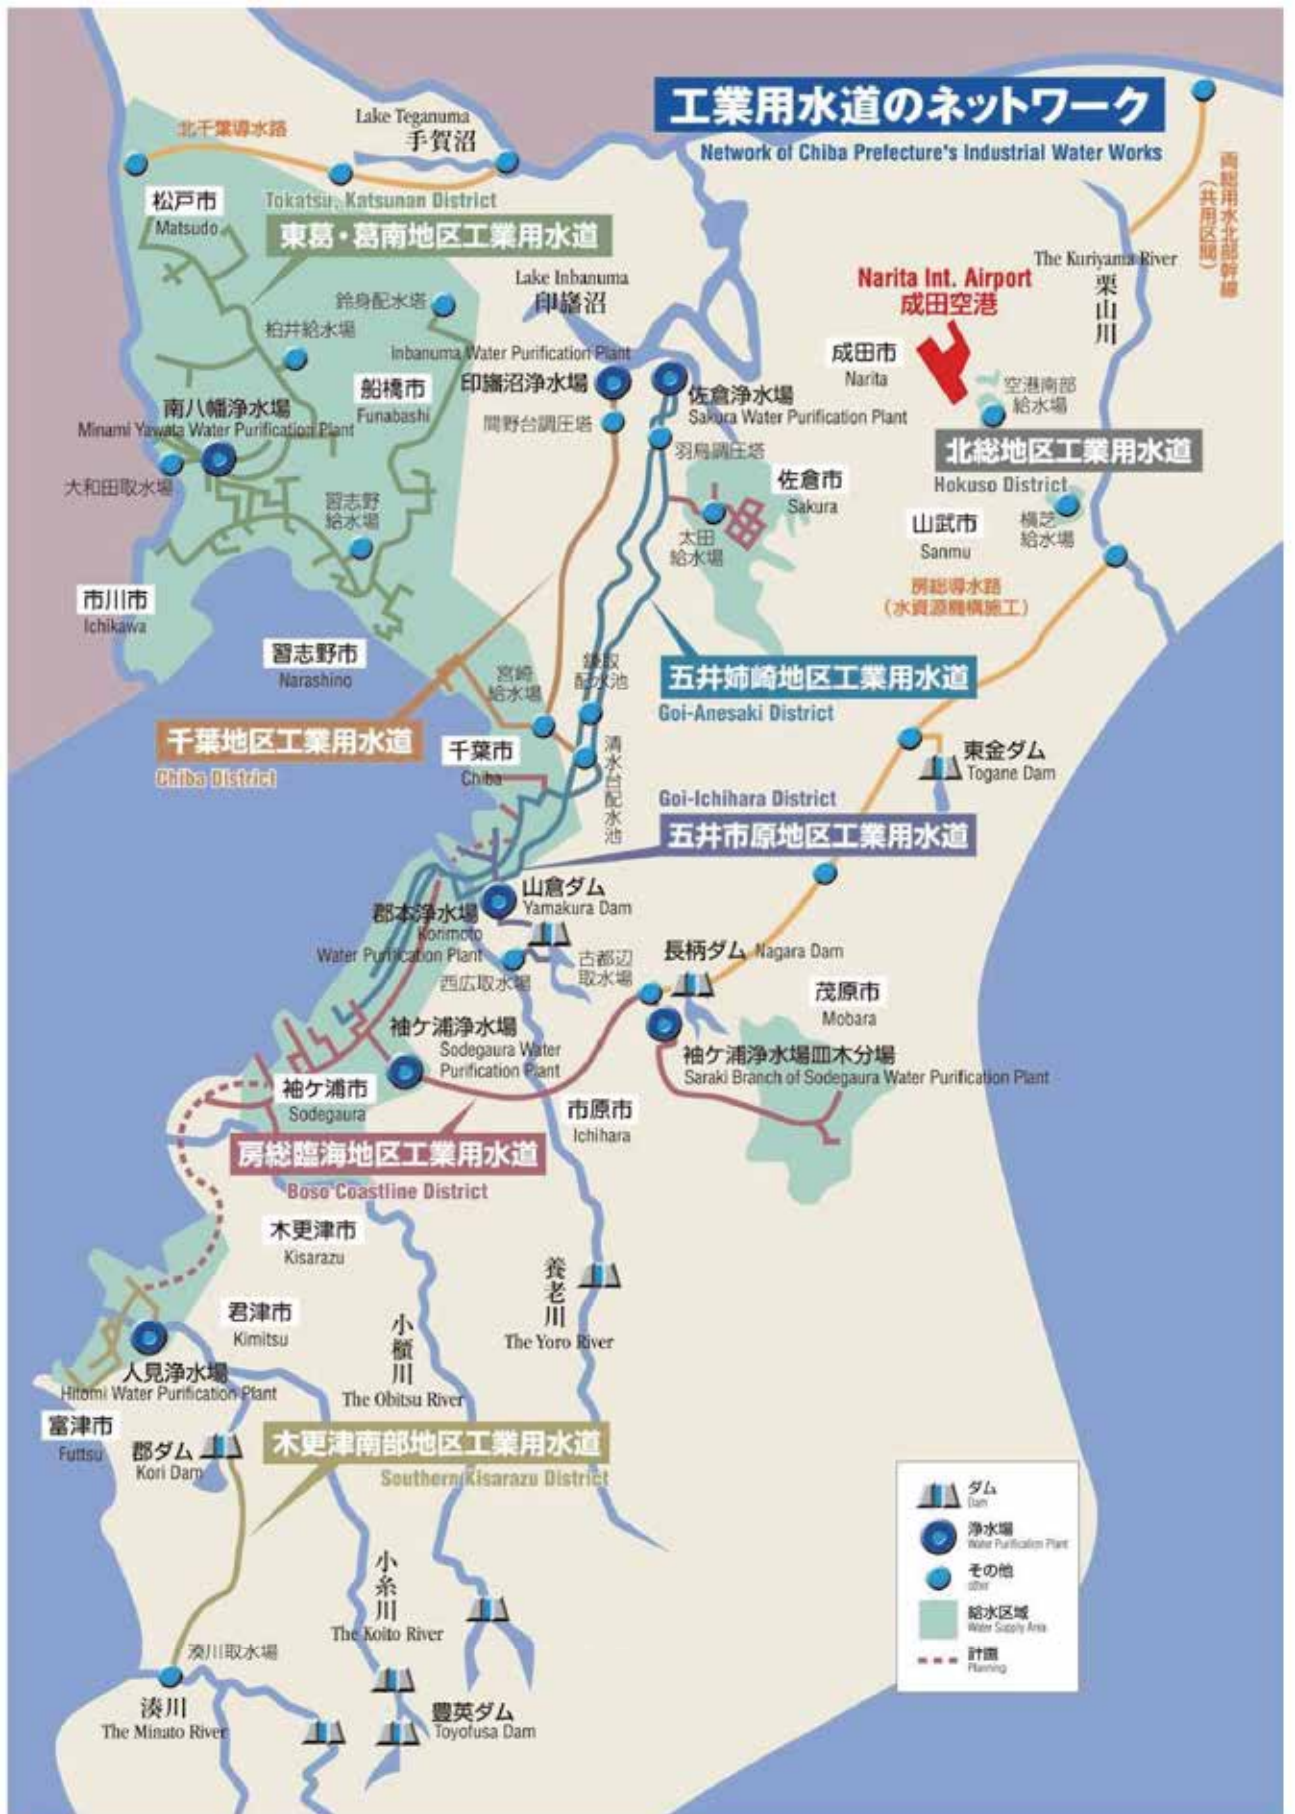 工業用水道のネットワーク
Network of Chiba Prefecture's Industrial Water Works
北千葉導水路
Lake Teganuma
手賀沼
松戸市
Matsudo
Tokatsu, Katsunan District
東葛・葛南地区工業用水道
両総用水北部幹線
(共用区間)
The Kuriyama River
栗山川
Lake Inbanuma
印旛沼
Narita Int. Airport
成田空港
鈴身配水塔
柏井給水場
Inbanuma Water Purification Plant
印旛沼浄水場
成田市
Narita
船橋市
Funabashi
佐倉浄水場
Sakura Water Purification Plant
空港南部
給水場
南八幡浄水場
Minami Yawata Water Purification Plant
間野台調圧塔
羽鳥調圧塔
北総地区工業用水道
Hokuso District
大和田取水場
習志野
給水場
佐倉市
Sakura
太田
給水場
山武市
Sanmu
横芝
給水場
市川市
Ichikawa
房総導水路
(水資源機構施工)
習志野市
Narashino
宮崎
給水場
鎌取
配水池
五井姉崎地区工業用水道
Goi-Anesaki District
千葉地区工業用水道
Chiba District
千葉市
Chiba
清水台配水池
東金ダム
Togane Dam
Goi-Ichihara District
五井市原地区工業用水道
山倉ダム
Yamakura Dam
郡本浄水場
Korimoto
Water Purification Plant
西広取水場
古都辺
取水場
長柄ダム Nagara Dam
茂原市
Mobara
袖ケ浦浄水場
Sodegaura Water
Purification Plant
袖ケ浦浄水場皿木分場
Saraki Branch of Sodegaura Water Purification Plant
袖ケ浦市
Sodegaura
市原市
Ichihara
房総臨海地区工業用水道
Boso Coastline District
木更津市
Kisarazu
養老川
The Yoro River
君津市
Kimitsu
小櫃川
The Obitsu River
人見浄水場
Hitomi Water Purification Plant
富津市
Futtsu
郡ダム
Kori Dam
木更津南部地区工業用水道
Southern Kisarazu District
小糸川
The Koito River
湊川取水場
湊川
The Minato River
豊英ダム
Toyofusa Dam
ダム
Dam
浄水場
Water Purification Plant
その他
other
給水区域
Water Supply Area
計画
Planning